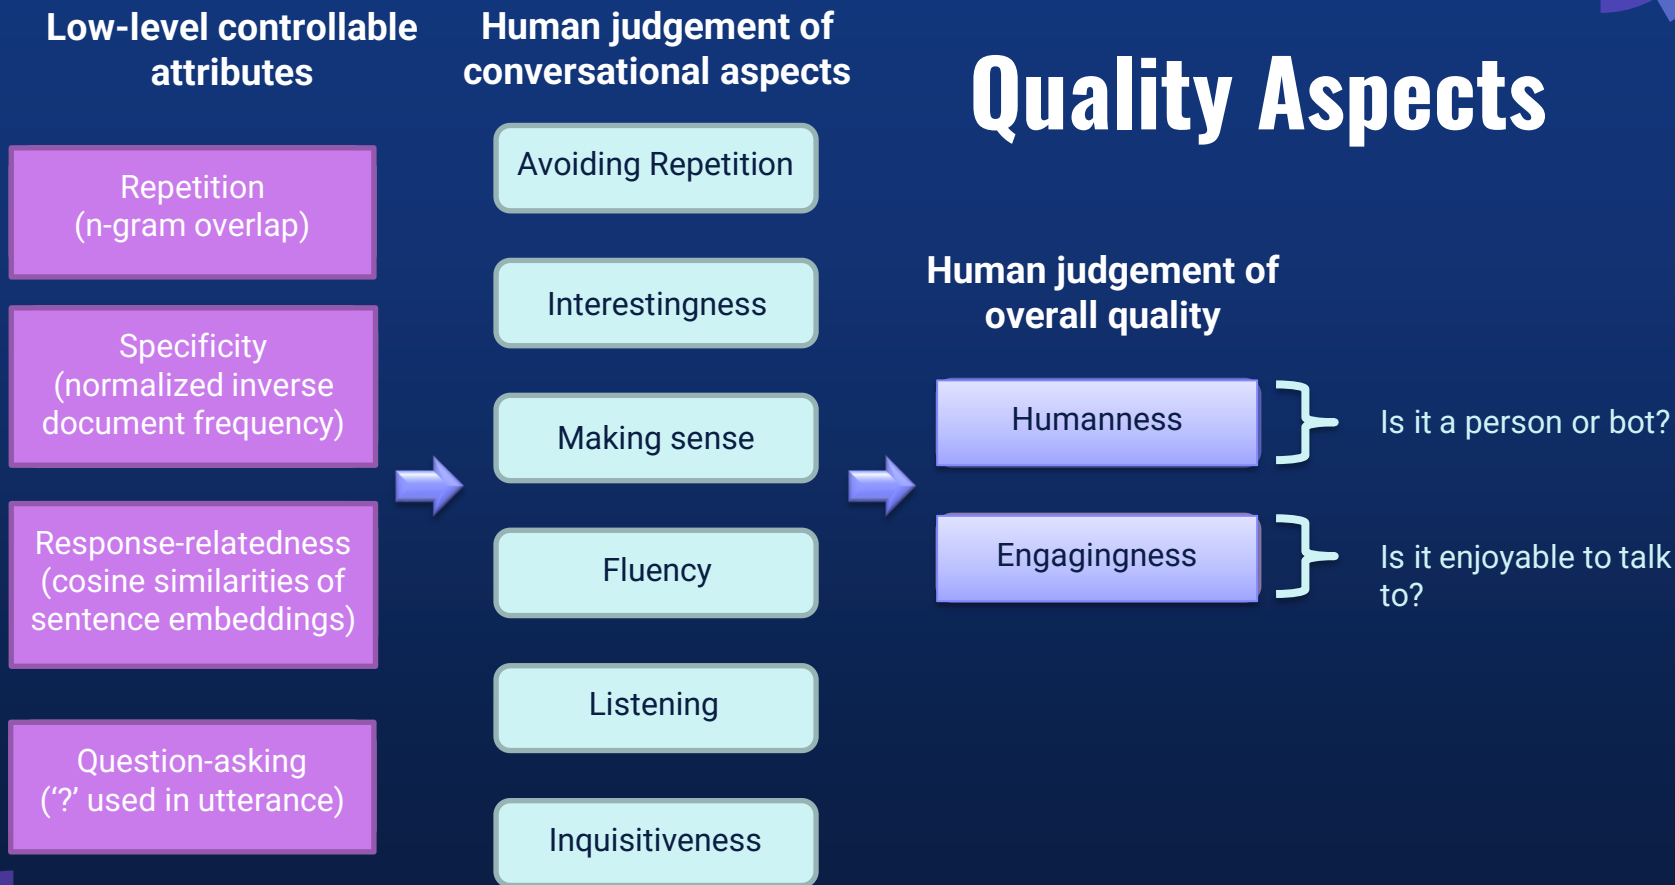 Low-level controllable
attributes
Repetition
(n-gram overlap)
Specificity
(normalized inverse
document frequency)
Response-relatedness
(cosine similarities of
sentence embeddings)
Question-asking
(‘?’ used in utterance)
Human judgement of
conversational aspects
Avoiding Repetition
Interestingness
Making sense
Fluency
Listening
Inquisitiveness
Quality Aspects
Human judgement of
overall quality
Humanness
Is it a person or bot?
Engagingness
Is it enjoyable to talk
to?